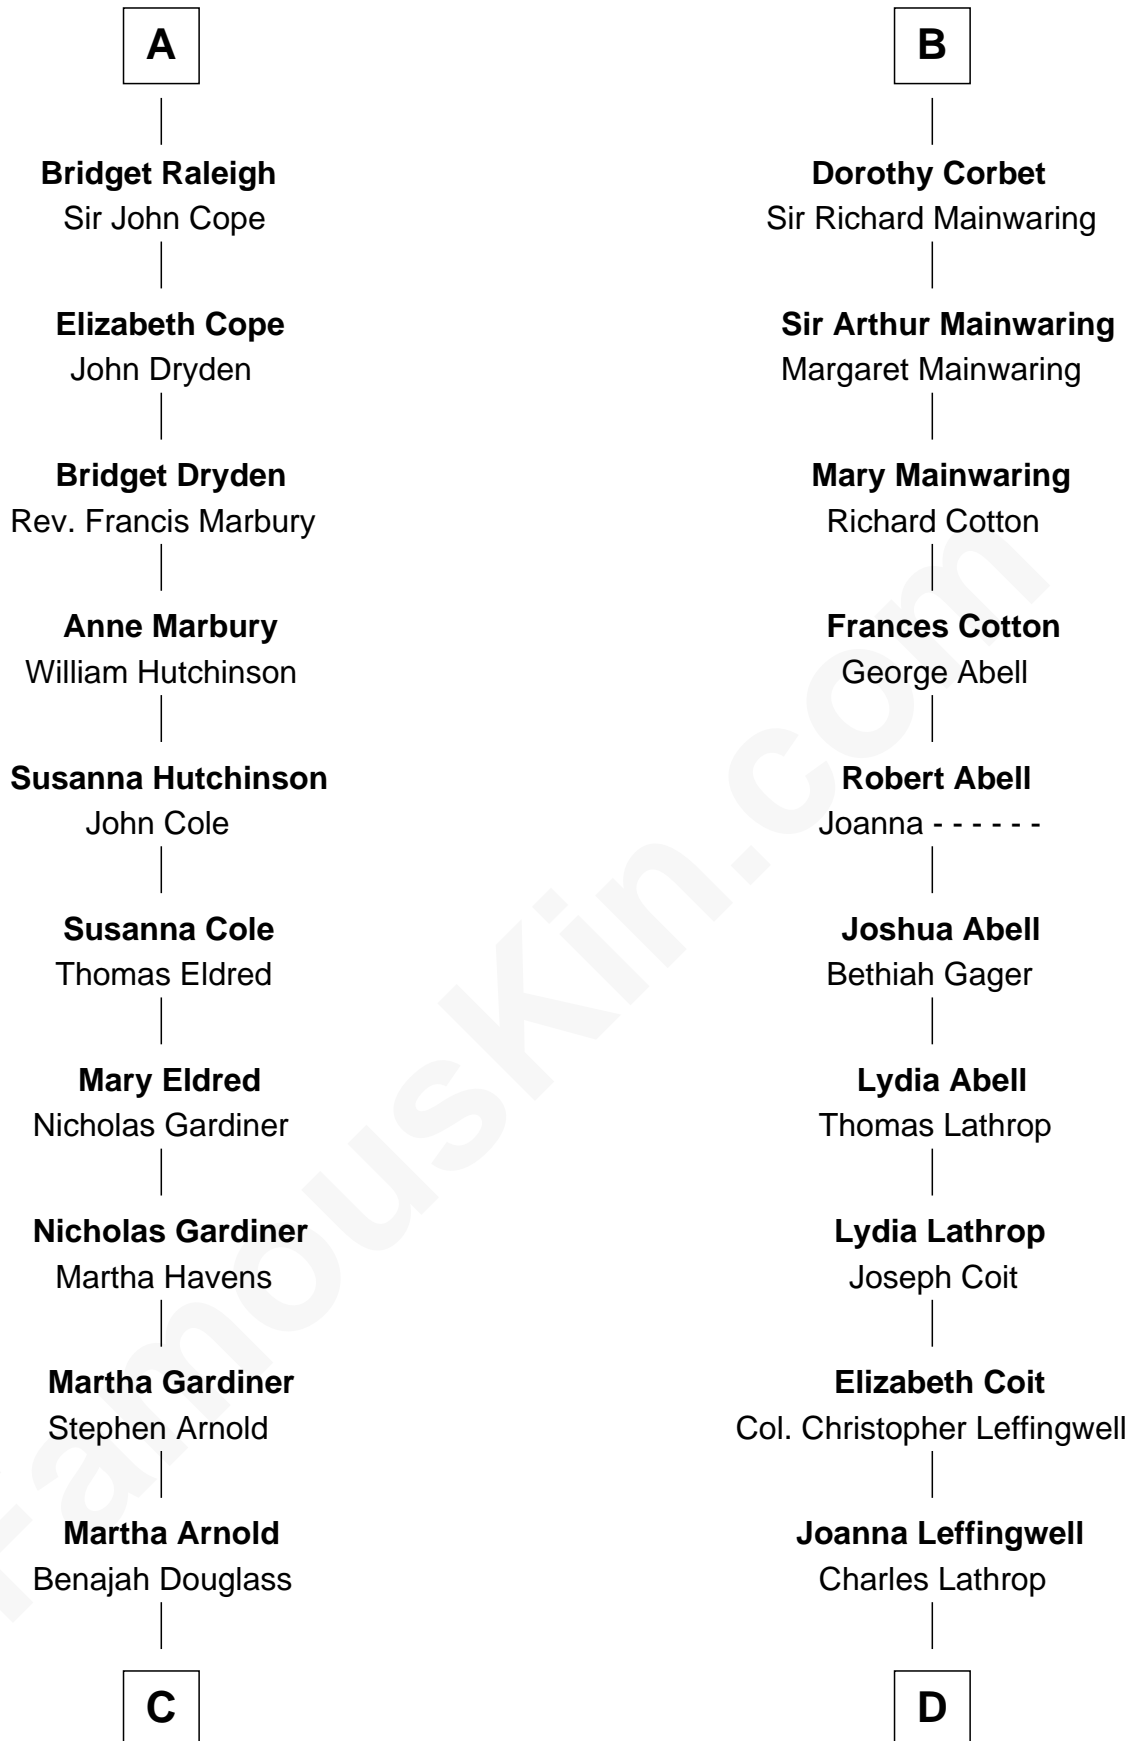 A
Bridget Raleigh
Sir John Cope
Elizabeth Cope
John Dryden
Bridget Dryden
Rev. Francis Marbury
Anne Marbury
William Hutchinson
Susanna Hutchinson
John Cole
Susanna Cole
Thomas Eldred
Mary Eldred
Nicholas Gardiner
Nicholas Gardiner
Martha Havens
Martha Gardiner
Stephen Arnold
Martha Arnold
Benajah Douglass
C
B
Dorothy Corbet
Sir Richard Mainwaring
Sir Arthur Mainwaring
Margaret Mainwaring
Mary Mainwaring
Richard Cotton
Frances Cotton
George Abell
Robert Abell
Joanna - - - - - -
Joshua Abell
Bethiah Gager
Lydia Abell
Thomas Lathrop
Lydia Lathrop
Joseph Coit
Elizabeth Coit
Col. Christopher Leffingwell
Joanna Leffingwell
Charles Lathrop
D
FamousKin.com